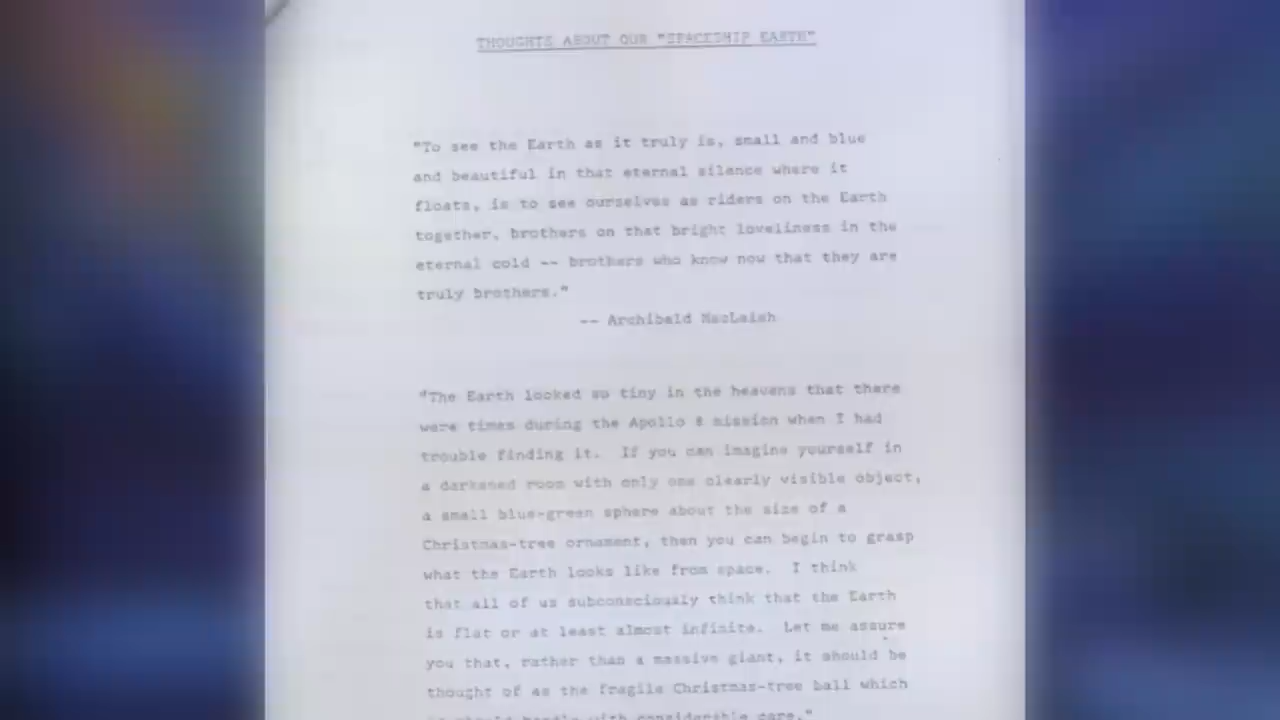 THOUGHTS ABOUT OUR "SPACESHIP EARTH"
"To see the Earth as it truly is, small and blue
and beautiful in that eternal silence where it
floats, is to see ourselves as riders on the Earth
together, brothers on that bright loveliness in the
eternal cold -- brothers who know now that they are
truly brothers."
-- Archibald MacLeish
"The Earth looked so tiny in the heavens that there
were times during the Apollo 8 mission when I had
trouble finding it. If you can imagine yourself in
a darkened room with only one clearly visible object,
a small blue-green sphere about the size of a
Christmas-tree ornament, then you can begin to grasp
what the Earth looks like from space. I think
that all of us subconsciously think that the Earth
is flat or at least almost infinite. Let me assure
you that, rather than a massive giant, it should be
thought of as the fragile Christmas-tree ball which
should handle with considerable care."